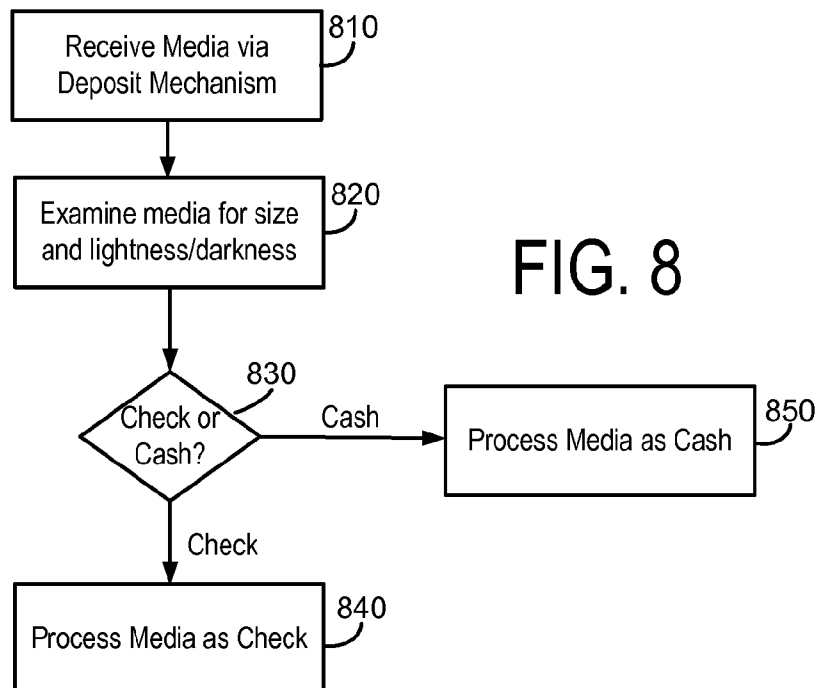 Receive Media via
Deposit Mechanism
810
Examine media for size
and lightness/darkness
820
FIG. 8
Check or
Cash?
830
Cash
Process Media as Cash
850
Check
Process Media as Check
840